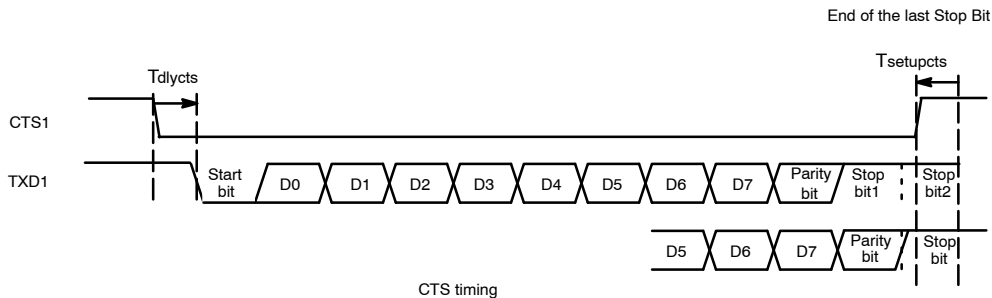 End of the last Stop Bit
Tdlycts
Tsetupcts
CTS1
TXD1
Start
bit
D0
D1
D2
D3
D4
D5
D6
D7
Parity
bit
Stop
bit1
Stop
bit2
D5
D6
D7
Parity
bit
Stop
bit
CTS timing